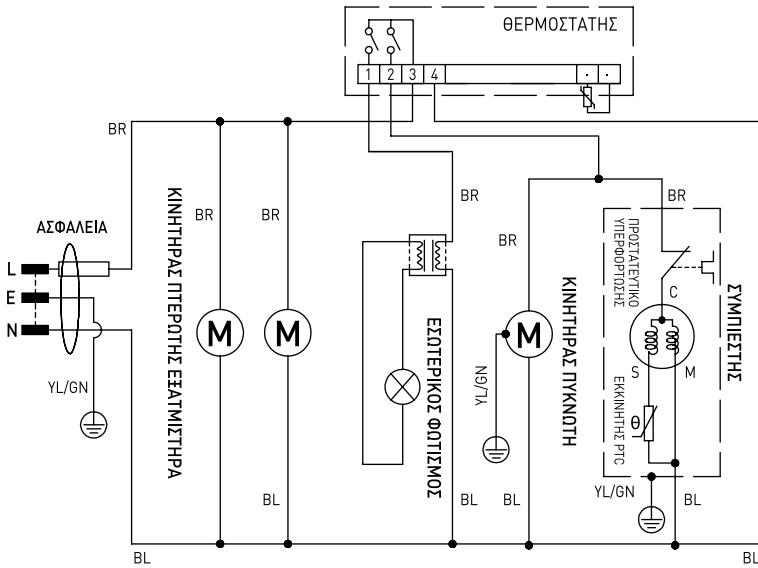 ΘΕΡΜΟΣΤΑΤΗΣ
1 2 3 4
BR
BR
BR
BR
BR
BR
ΑΣΦΑΛΕΙΑ
L
E
N
YL/GN
ΚΙΝΗΤΗΡΑΣ ΠΤΕΡΩΤΗΣ ΕΞΑΤΜΙΣΤΗΡΑ
M
M
ΕΣΩΤΕΡΙΚΟΣ ΦΩΤΙΣΜΟΣ
M
YL/GN
ΚΙΝΗΤΗΡΑΣ ΠΥΚΝΩΤΗ
ΠΡΟΣΤΑΤΕΥΤΙΚΟ
ΥΠΕΡΦΟΡΤΩΣΗΣ
C
S
M
ΣΥΜΠΙΕΣΤΗΣ
θ
ΕΚΚΙΝΗΤΗΣ PTC
YL/GN
BL
BL
BL
BL
BL
BL